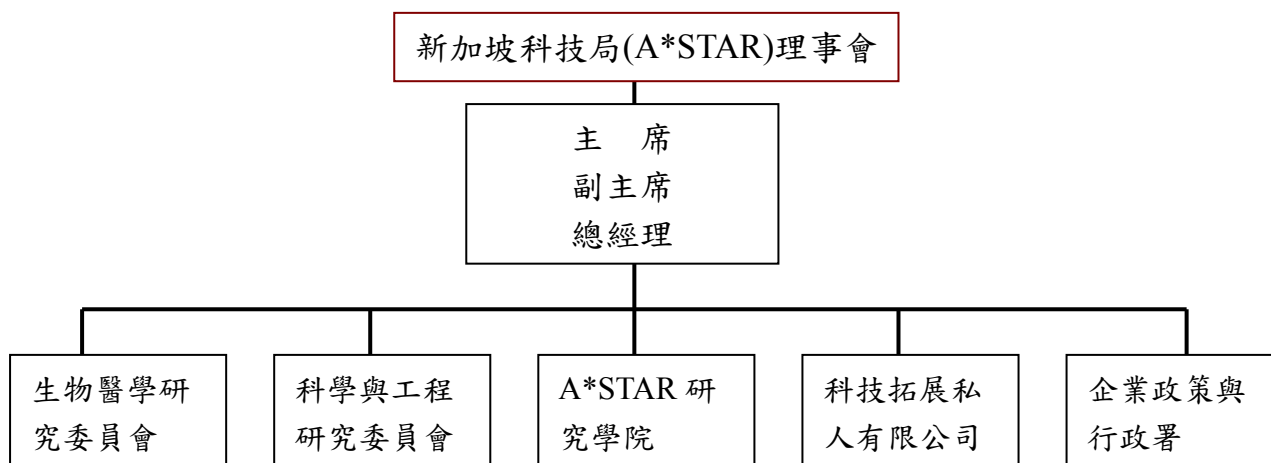 新加坡科技局(A*STAR)理事會
主　席
副主席
總經理
生物醫學研
究委員會
科學與工程
研究委員會
A*STAR 研
究學院
科技拓展私
人有限公司
企業政策與
行政署